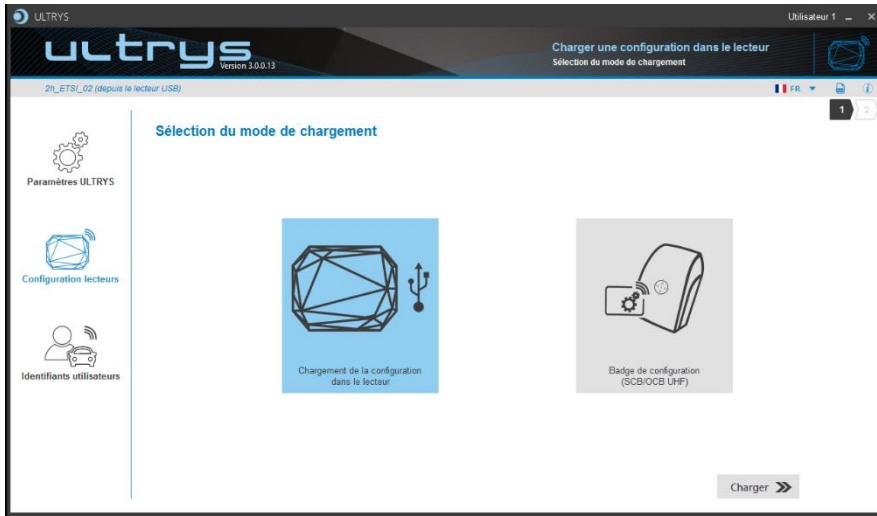 ULTRYS
Utilisateur 1
ultrys
Version 3.0.0.13
Charger une configuration dans le lecteur
Sélection du mode de chargement
2h_ETSI_02 (depuis le lecteur USB)
FR
1
2
Sélection du mode de chargement
Paramètres ULTRYS
Configuration lecteurs
Identifiants utilisateurs
Chargement de la configuration
dans le lecteur
Badge de configuration
(SCB/OCB UHF)
Charger